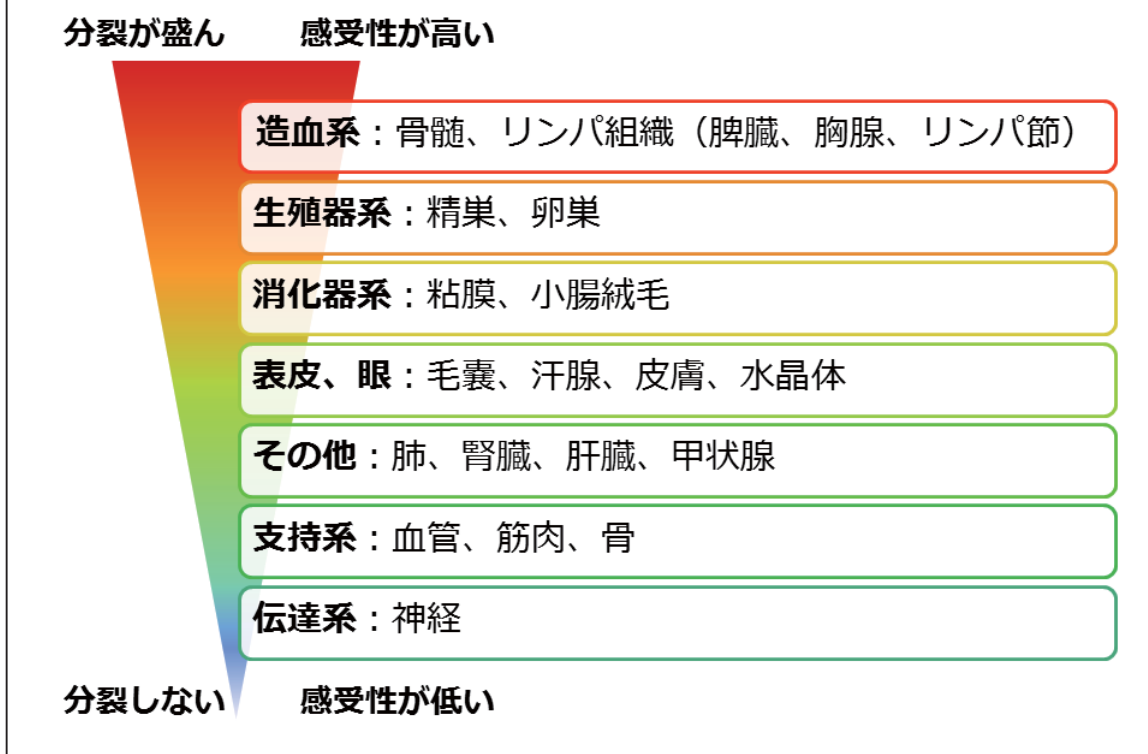 分裂が盛ん 感受性が高い
造血系：骨髄、リンパ組織（脾臓、胸腺、リンパ節）
生殖器系：精巣、卵巣
消化器系：粘膜、小腸絨毛
表皮、眼：毛嚢、汗腺、皮膚、水晶体
その他：肺、腎臓、肝臓、甲状腺
支持系：血管、筋肉、骨
伝達系：神経
分裂しない 感受性が低い